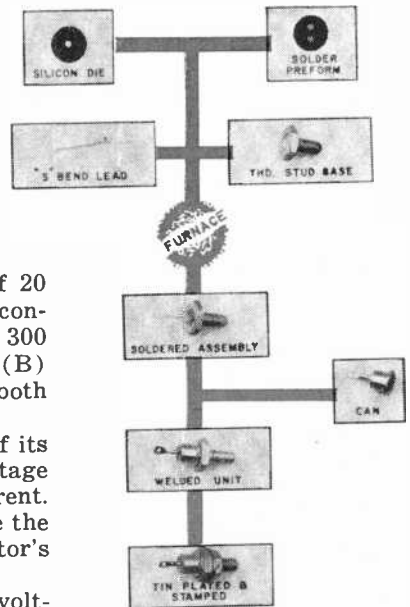 SILICON DIE
SOLDER
PREFORM
"S" BEND LEAD
THD. STUD BASE
FURNACE
SOLDERED ASSEMBLY
CAN
WELDED UNIT
TIN PLATED &
STAMPED
f 20
con-
300
(B)
both
f its
tage
rent.
e the
tor's
volt-